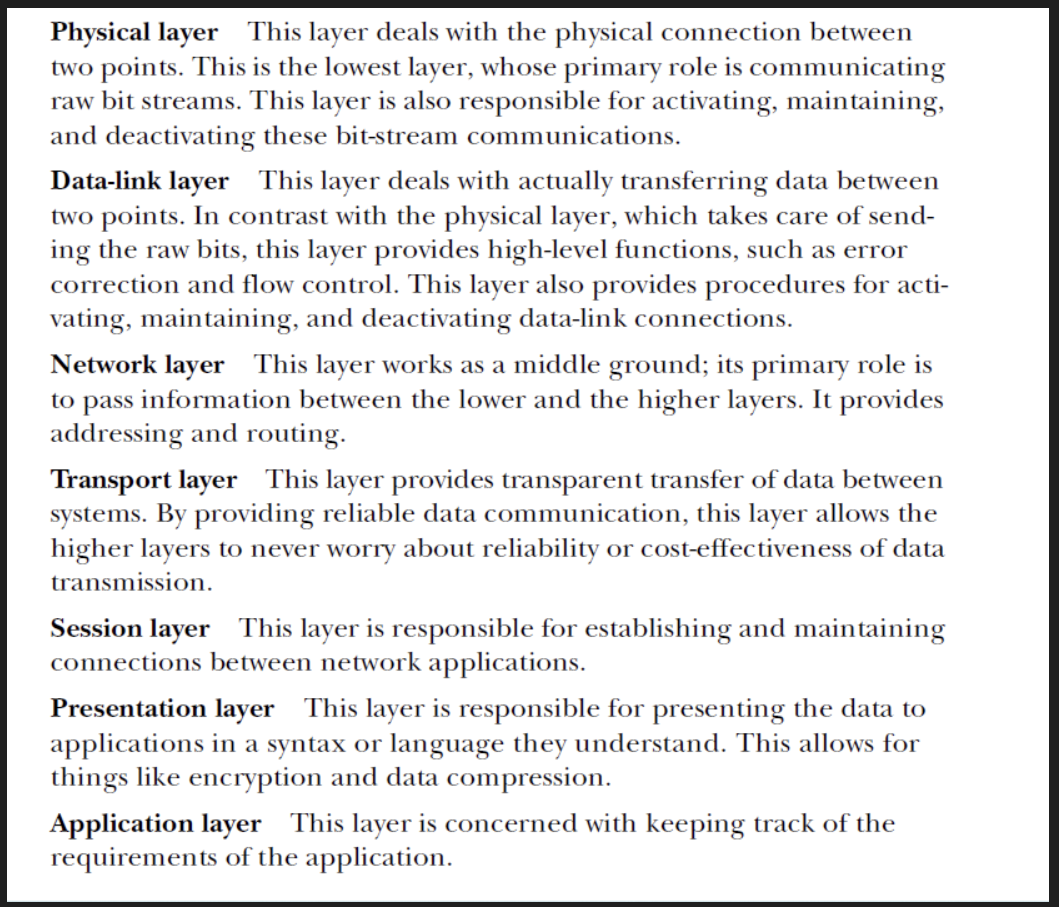 Physical layer This layer deals with the physical connection between
two points. This is the lowest layer, whose primary role is communicating
raw bit streams. This layer is also responsible for activating, maintaining,
and deactivating these bit-stream communications.
Data-link layer This layer deals with actually transferring data between
two points. In contrast with the physical layer, which takes care of send-
ing the raw bits, this layer provides high-level functions, such as error
correction and flow control. This layer also provides procedures for acti-
vating, maintaining, and deactivating data-link connections.
Network layer This layer works as a middle ground; its primary role is
to pass information between the lower and the higher layers. It provides
addressing and routing.
Transport layer This layer provides transparent transfer of data between
systems. By providing reliable data communication, this layer allows the
higher layers to never worry about reliability or cost-effectiveness of data
transmission.
Session layer This layer is responsible for establishing and maintaining
connections between network applications.
Presentation layer This layer is responsible for presenting the data to
applications in a syntax or language they understand. This allows for
things like encryption and data compression.
Application layer This layer is concerned with keeping track of the
requirements of the application.